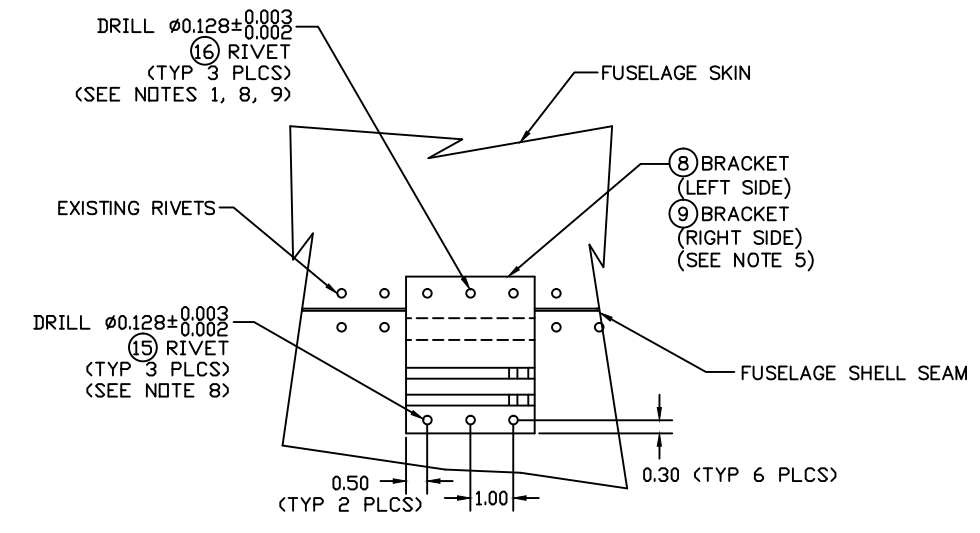 DRILL Ø0.128±0.003
0.002
16 RIVET
(TYP 3 PLCS)
(SEE NOTES 1, 8, 9)
FUSELAGE SKIN
8 BRACKET
(LEFT SIDE)
9 BRACKET
(RIGHT SIDE)
(SEE NOTE 5)
EXISTING RIVETS
DRILL Ø0.128±0.003
0.002
15 RIVET
(TYP 3 PLCS)
(SEE NOTE 8)
FUSELAGE SHELL SEAM
0.30 (TYP 6 PLCS)
0.50
(TYP 2 PLCS)
1.00